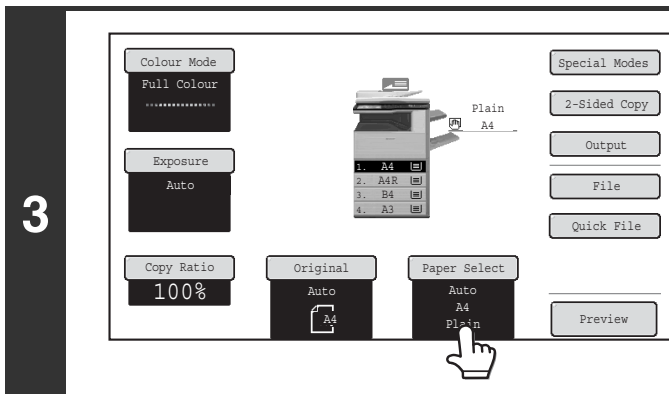 3
Colour Mode
Full Colour
Exposure
Auto
Copy Ratio
100%
Original
Auto
A4
Paper Select
Auto
A4
Plain
Plain
A4
1. A4
2. A4R
3. B4
4. A3
Special Modes
2-Sided Copy
Output
File
Quick File
Preview